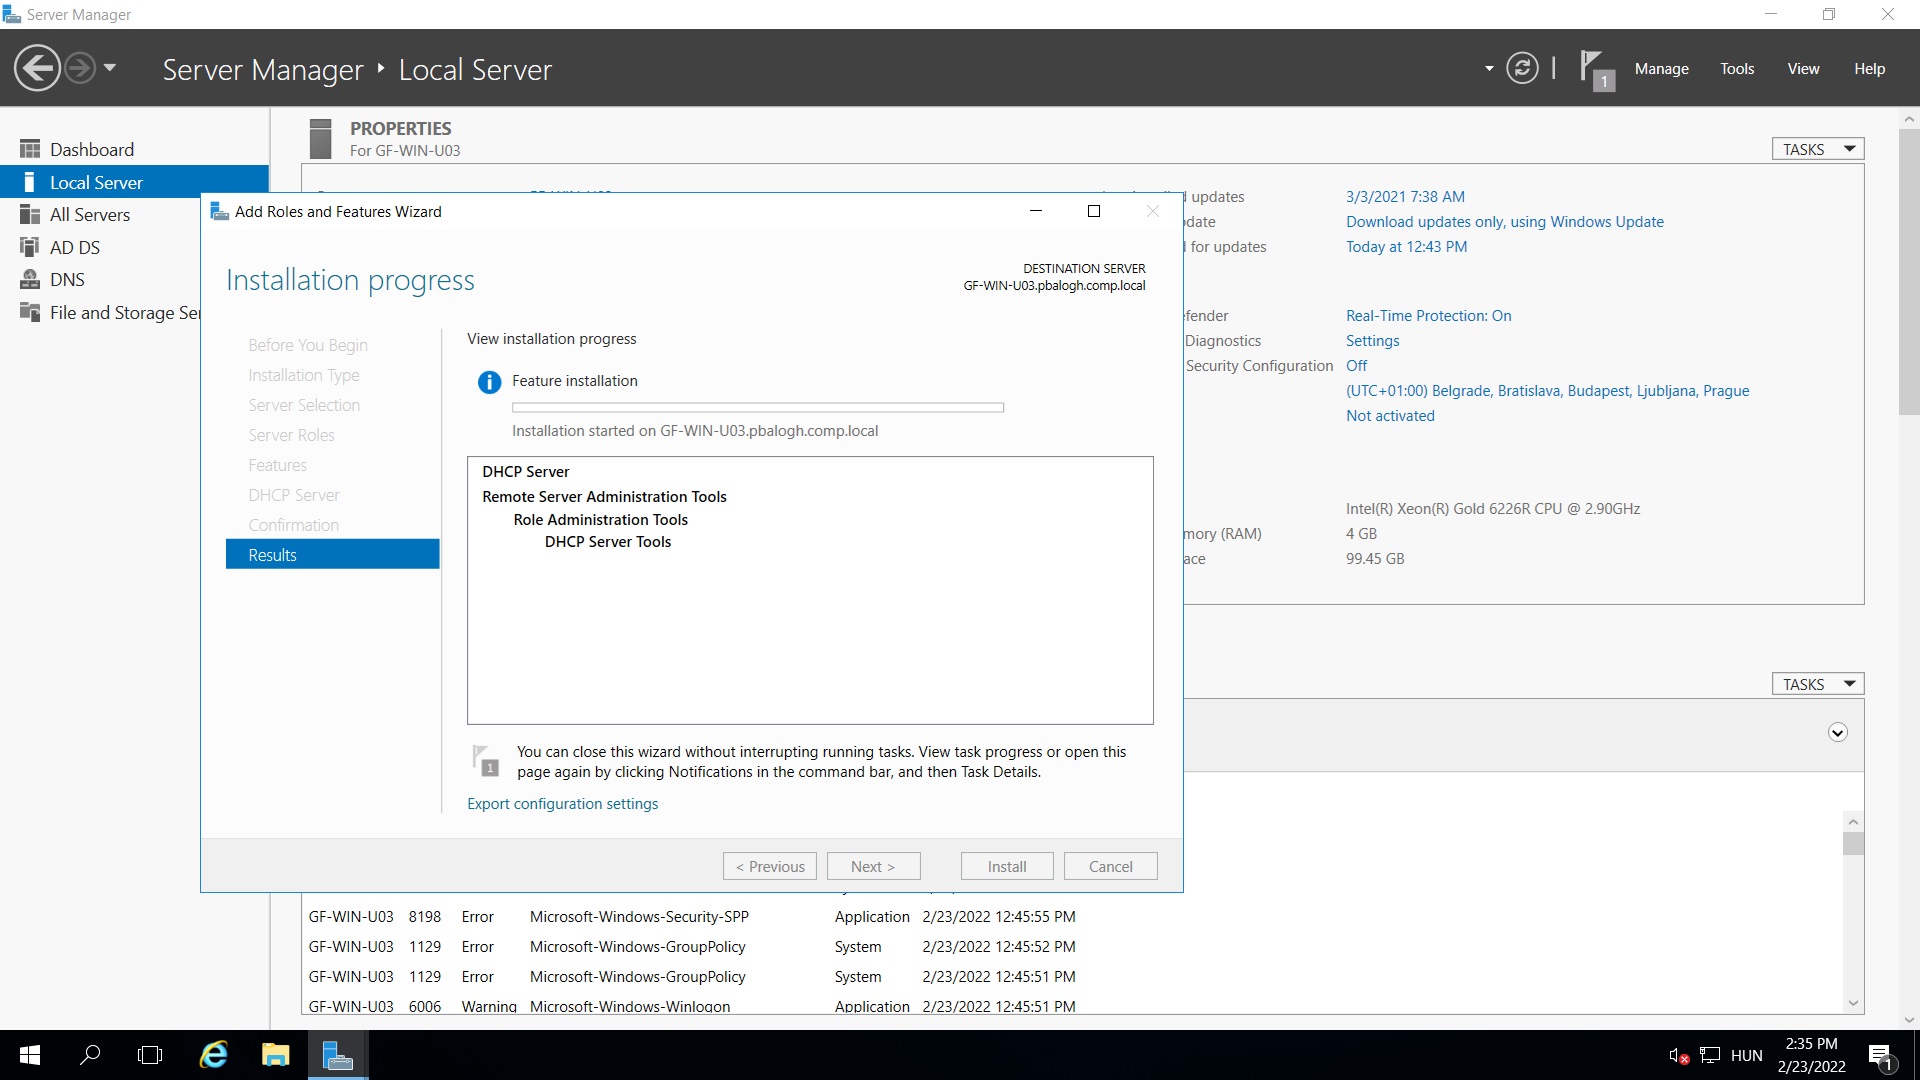 Server Manager
Server Manager ‣ Local Server
1
Manage
Tools
View
Help
Dashboard
Local Server
All Servers
AD DS
DNS
File and Storage Se
PROPERTIES
For GF-WIN-U03
TASKS
updates
3/3/2021 7:38 AM
Download updates only, using Windows Update
for updates
Today at 12:43 PM
Real-Time Protection: On
Diagnostics
Settings
Security Configuration
Off
(UTC+01:00) Belgrade, Bratislava, Budapest, Ljubljana, Prague
Not activated
Intel(R) Xeon(R) Gold 6226R CPU @ 2.90GHz
mory (RAM)
4 GB
ace
99.45 GB
Add Roles and Features Wizard
Installation progress
DESTINATION SERVER
GF-WIN-U03.pbalogh.comp.local
Before You Begin
Installation Type
Server Selection
Server Roles
Features
DHCP Server
Confirmation
Results
View installation progress
Feature installation
Installation started on GF-WIN-U03.pbalogh.comp.local
DHCP Server
Remote Server Administration Tools
Role Administration Tools
DHCP Server Tools
1
You can close this wizard without interrupting running tasks. View task progress or open this
page again by clicking Notifications in the command bar, and then Task Details.
Export configuration settings
< Previous
Next >
Install
Cancel
TASKS
GF-WIN-U03 8198 Error Microsoft-Windows-Security-SPP Application 2/23/2022 12:45:55 PM
GF-WIN-U03 1129 Error Microsoft-Windows-GroupPolicy System 2/23/2022 12:45:52 PM
GF-WIN-U03 1129 Error Microsoft-Windows-GroupPolicy System 2/23/2022 12:45:51 PM
GF-WIN-U03 6006 Warning Microsoft-Windows-Winlogon Application 2/23/2022 12:45:51 PM
HUN
2:35 PM
2/23/2022
1